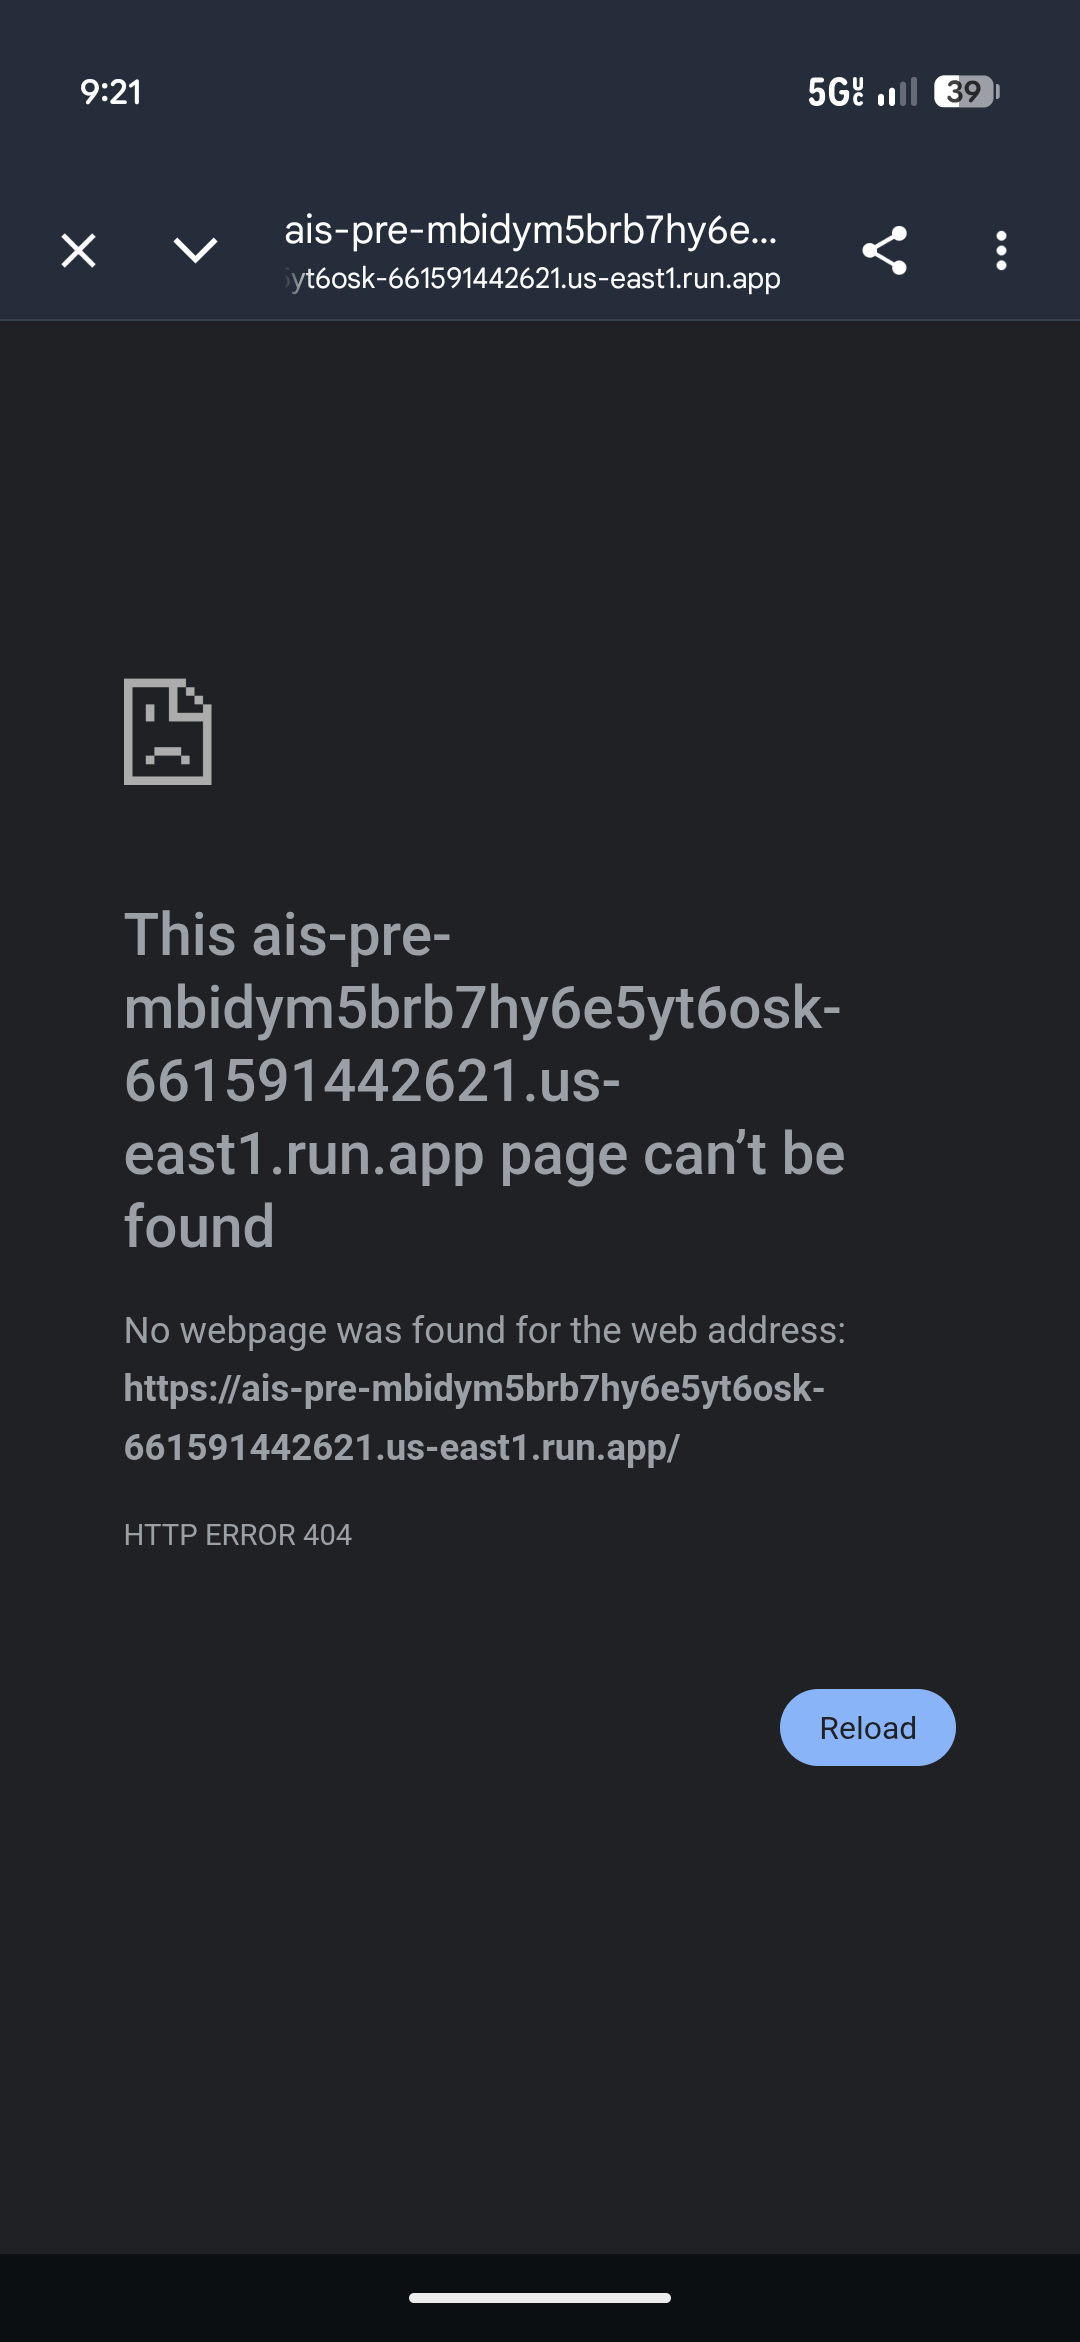 9:21
5G UC
39
ais-pre-mbidym5brb7hy6e...
yt6osk-661591442621.us-east1.run.app
This ais-pre-
mbidym5brb7hy6e5yt6osk-
661591442621.us-
east1.run.app page can’t be
found
No webpage was found for the web address:
https://ais-pre-mbidym5brb7hy6e5yt6osk-
661591442621.us-east1.run.app/
HTTP ERROR 404
Reload